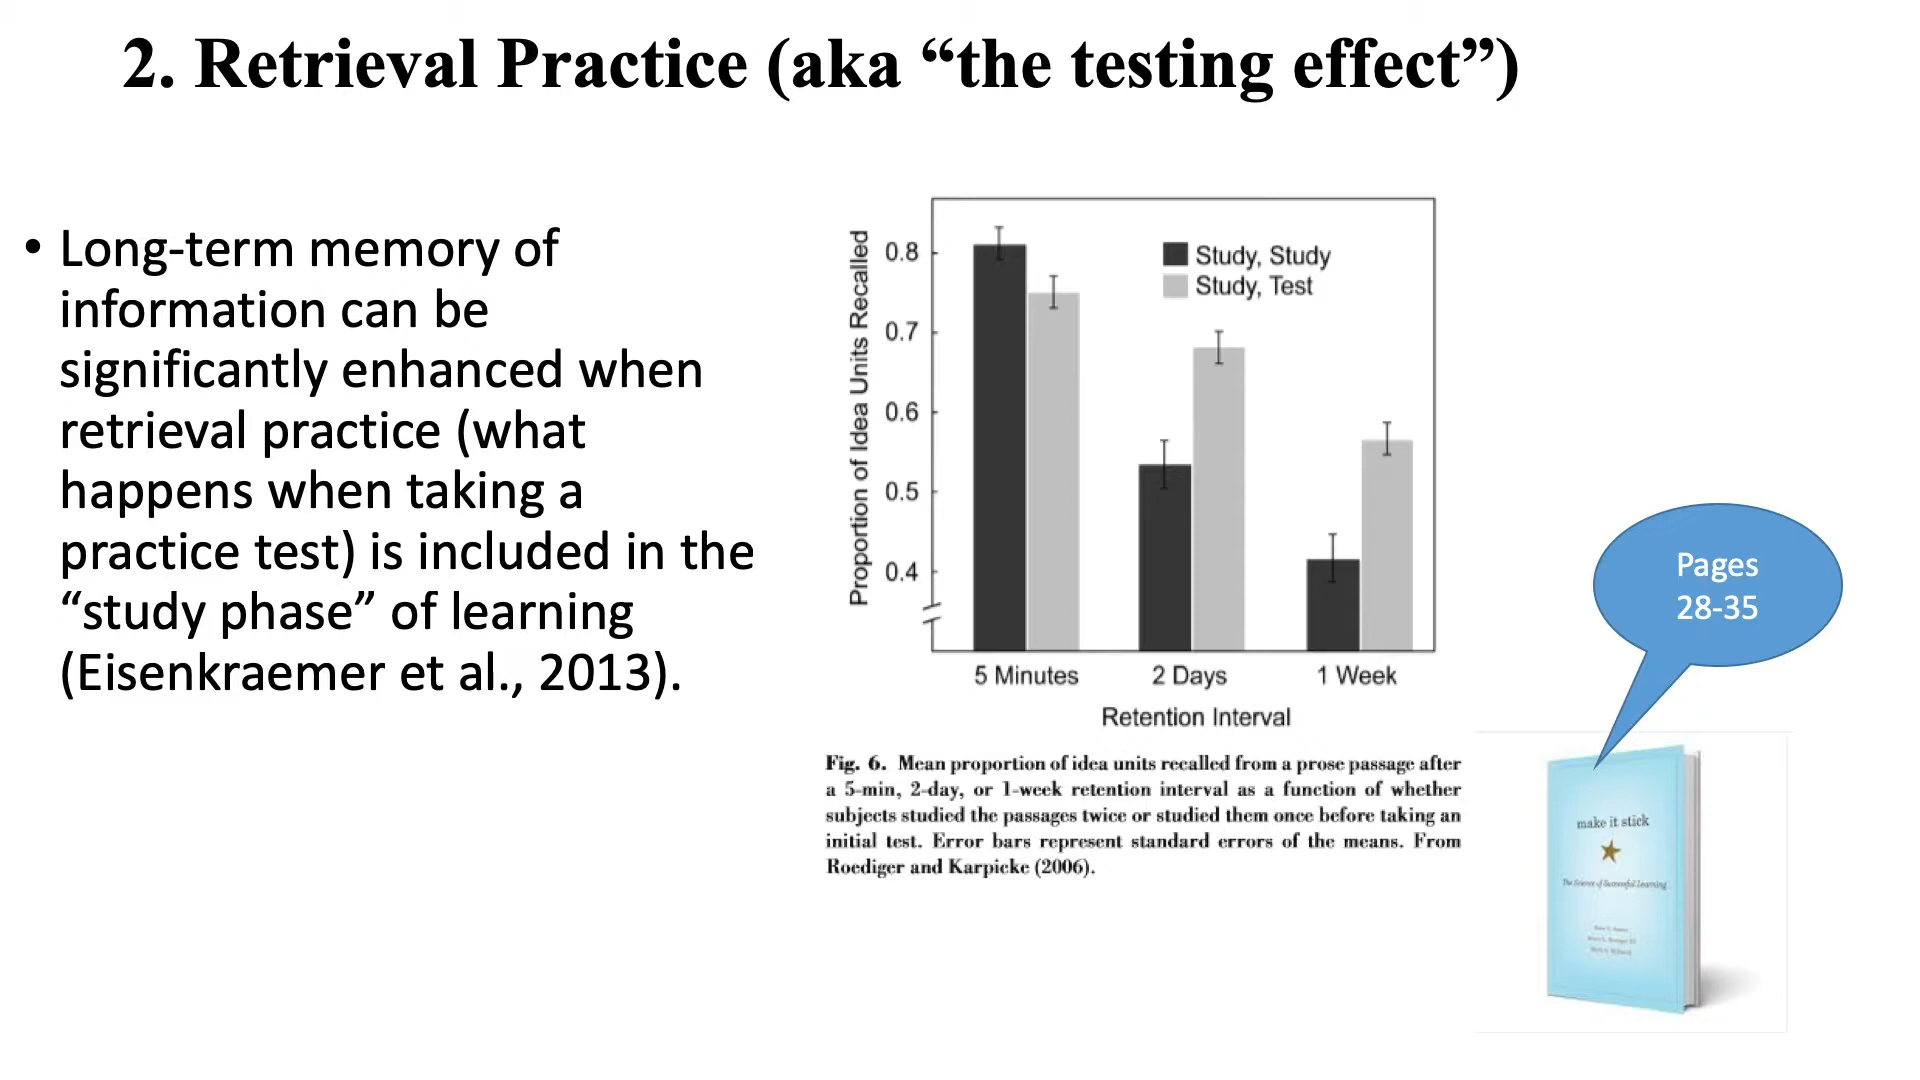 2. Retrieval Practice (aka “the testing effect”)
• Long-term memory of
information can be
significantly enhanced when
retrieval practice (what
happens when taking a
practice test) is included in the
“study phase” of learning
(Eisenkraemer et al., 2013).
Proportion of Idea Units Recalled
0.8
0.7
0.6
0.5
0.4
Study, Study
Study, Test
5 Minutes
2 Days
1 Week
Retention Interval
Fig. 6. Mean proportion of idea units recalled from a prose passage after
a 5-min, 2-day, or 1-week retention interval as a function of whether
subjects studied the passages twice or studied them once before taking an
initial test. Error bars represent standard errors of the means. From
Roediger and Karpicke (2006).
Pages
28-35
make it stick
The Science of Successful Learning